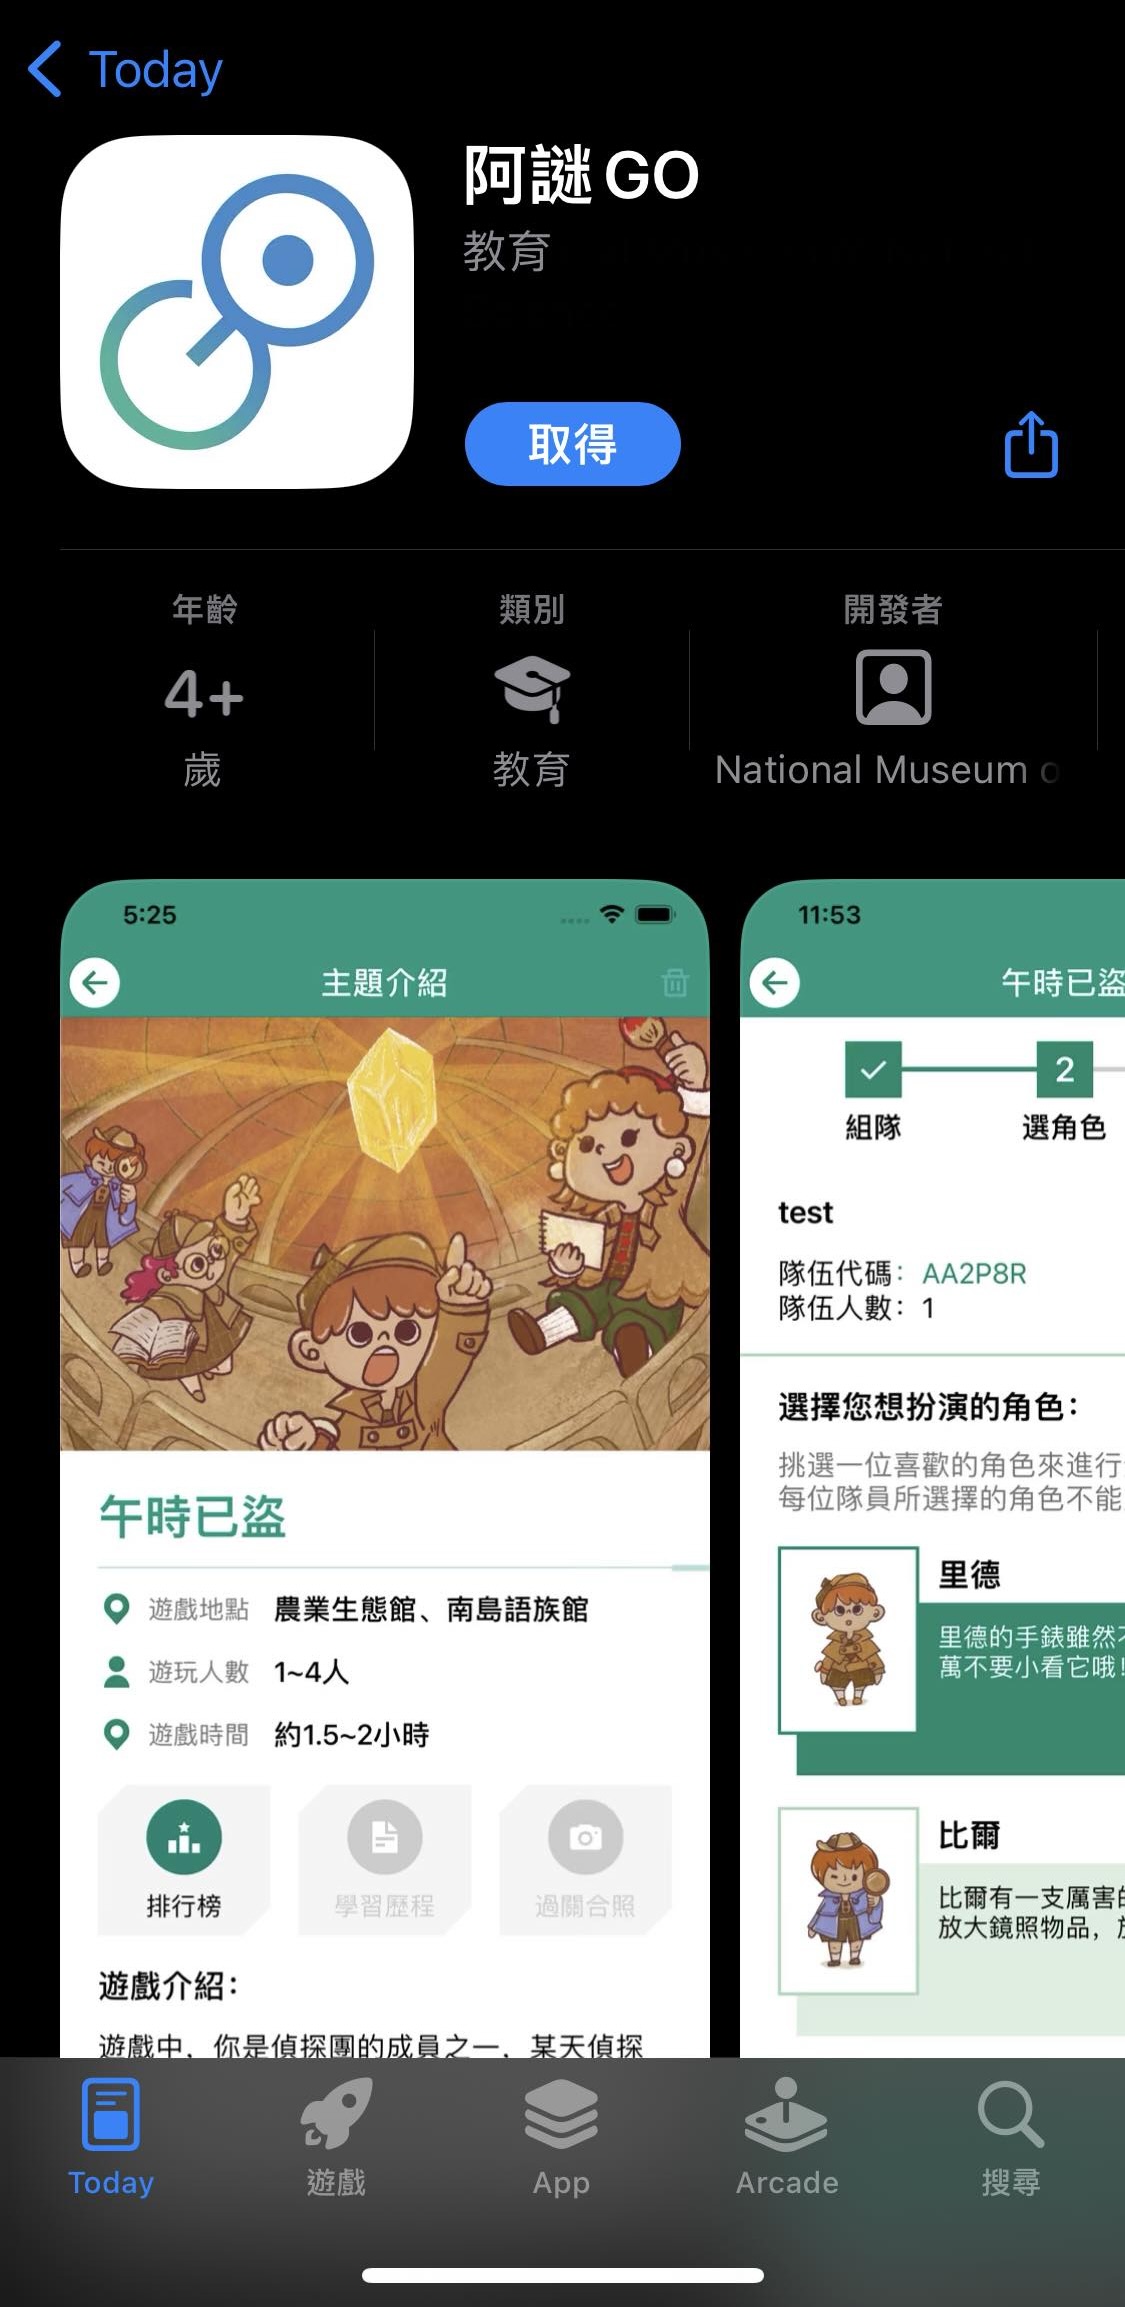 Today
阿謎GO
教育
取得
年齡
4+
歲
類別
教育
開發者
National Museum o
5:25
主題介紹
午時已盜
遊戲地點 農業生態館、南島語族館
遊玩人數 1~4人
遊戲時間 約1.5~2小時
排行榜
學習歷程
過關合照
遊戲介紹：
遊戲中，你是偵探團的成員之一，某天偵探
11:53
午時已盜
2
組隊
選角色
test
隊伍代碼：AA2P8R
隊伍人數：1
選擇您想扮演的角色：
挑選一位喜歡的角色來進行
每位隊員所選擇的角色不能
里德
里德的手錶雖然不
萬不要小看它哦!
比爾
比爾有一支厲害的
放大鏡照物品，
Today
遊戲
App
Arcade
搜尋